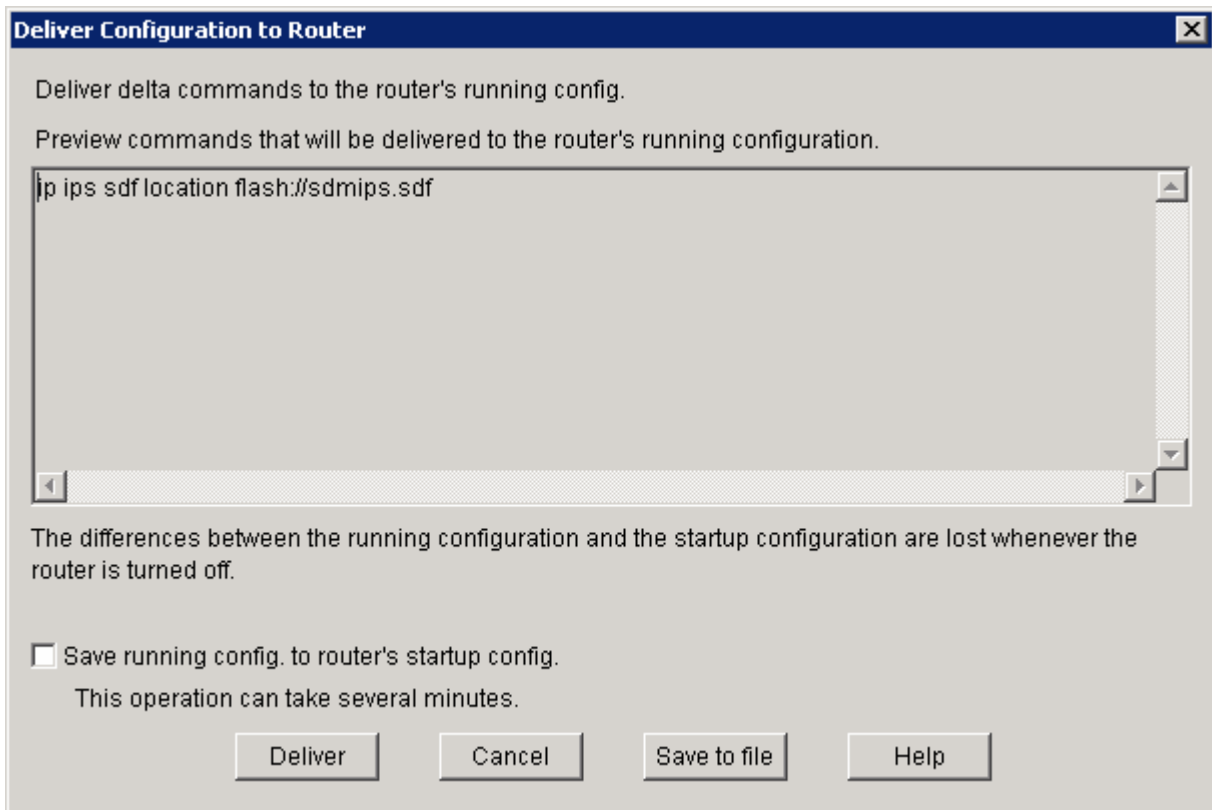 Deliver Configuration to Router
Deliver delta commands to the router's running config.
Preview commands that will be delivered to the router's running configuration.
ip ips sdf location flash://sdmips.sdf
The differences between the running configuration and the startup configuration are lost whenever the
router is turned off.
Save running config. to router's startup config.
This operation can take several minutes.
Deliver Cancel Save to file Help